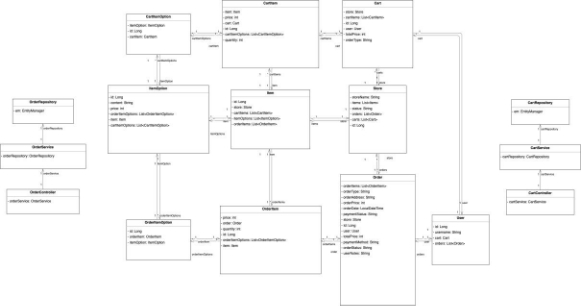 CartItemOption
- itemOption: ItemOption
- id: Long
- cartItem: CartItem
CartItem
- item: Item
- price: int
- cart: Cart
- id: Long
- cartItemOptions: List<CartItemOption>
- quantity: int
Cart
- store: Store
- cartItems: List<CartItem>
- id: Long
- user: User
- totalPrice: int
- orderType: String
ItemOption
- id: Long
- content: String
- price: int
- orderItemOptions: List<OrderItemOption>
- item: Item
- cartItemOptions: List<CartItemOption>
Item
- id: Long
- store: Store
- cartItems: List<CartItem>
- itemOptions: List<ItemOption>
- orderItems: List<OrderItem>
Store
- storeName: String
- items: List<Item>
- status: String
- orders: List<Order>
- carts: List<Cart>
- id: Long
OrderRepository
- em: EntityManager
orderRepository
OrderService
- orderRepository: OrderRepository
orderService
OrderController
- orderService: OrderService
CartRepository
- em: EntityManager
cartRepository
CartService
- cartRepository: CartRepository
cartService
CartController
- cartService: CartService
OrderItemOption
- id: Long
- orderItem: OrderItem
- itemOption: ItemOption
OrderItem
- price: int
- order: Order
- quantity: int
- id: Long
- orderItemOptions: List<OrderItemOption>
- item: Item
Order
- orderItems: List<OrderItem>
- orderType: String
- orderAddress: String
- orderPrice: int
- orderDate: LocalDateTime
- paymentStatus: String
- store: Store
- id: Long
- user: User
- totalPrice: int
- paymentMethod: String
- orderStatus: String
- userNotes: String
User
- id: Long
- username: String
- cart: Cart
- orders: List<Order>